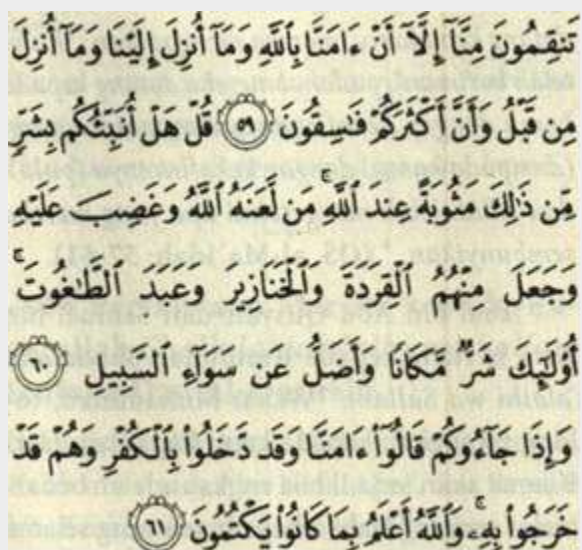 تَنقِمُونَ مِنَّآ إِلَّآ أَنْ ءَامَنَّا بِٱللَّهِ وَمَآ أُنزِلَ إِلَيْنَا وَمَآ أُنزِلَ
مِن قَبْلُ وَأَنَّ أَكْثَرَكُمْ فَـٰسِقُونَ ٥٩ قُلْ هَلْ أُنَبِّئُكُم بِشَرٍّ
مِّن ذَٰلِكَ مَثُوبَةً عِندَ ٱللَّهِ ۚ مَن لَّعَنَهُ ٱللَّهُ وَغَضِبَ عَلَيْهِ
وَجَعَلَ مِنْهُمُ ٱلْقِرَدَةَ وَٱلْخَنَازِيرَ وَعَبَدَ ٱلطَّـٰغُوتَ ۚ
أُو۟لَـٰٓئِكَ شَرٌّ مَّكَانًا وَأَضَلُّ عَن سَوَآءِ ٱلسَّبِيلِ ٦٠
وَإِذَا جَآءُوكُمْ قَالُوٓا۟ ءَامَنَّا وَقَد دَّخَلُوا۟ بِٱلْكُفْرِ وَهُمْ قَدْ
خَرَجُوا۟ بِهِۦ ۚ وَٱللَّهُ أَعْلَمُ بِمَا كَانُوا۟ يَكْتُمُونَ ٦١